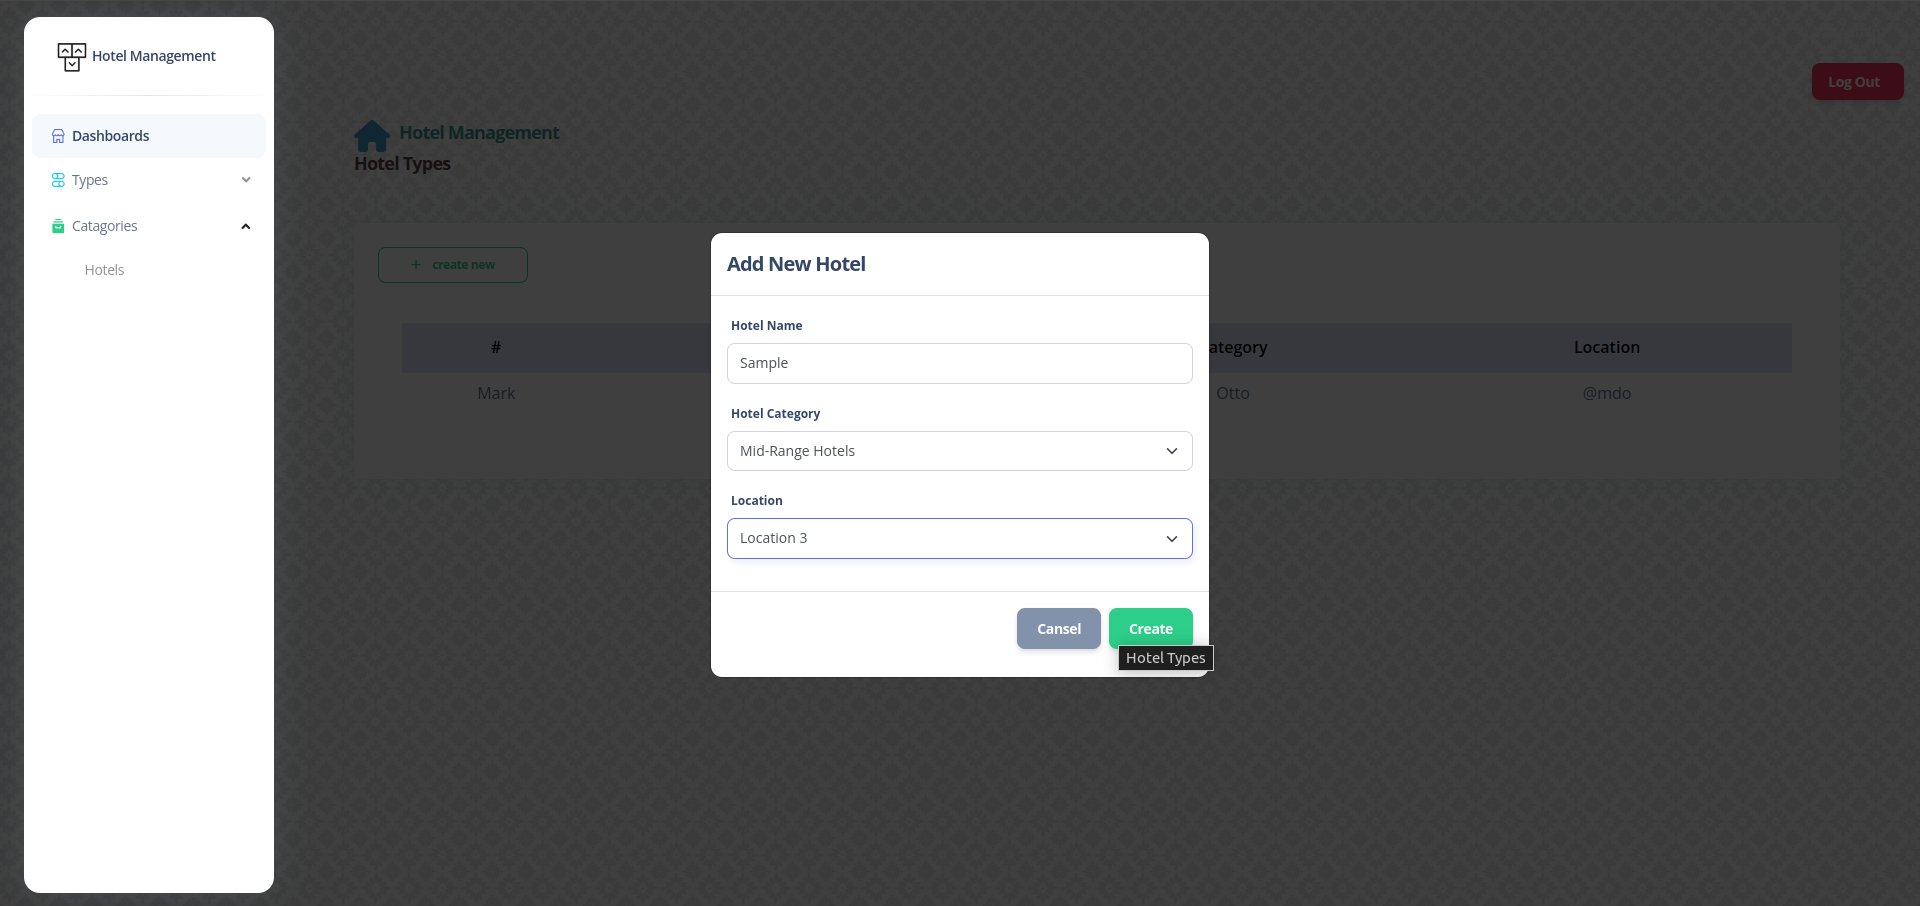 Hotel Management
Dashboards
Types
Catagories
Hotels
Log Out
Hotel Management
Hotel Types
+ create new
# ategory Location
Mark Otto @mdo
Add New Hotel
Hotel Name
Sample
Hotel Category
Mid-Range Hotels
Location
Location 3
Cansel Create
Hotel Types